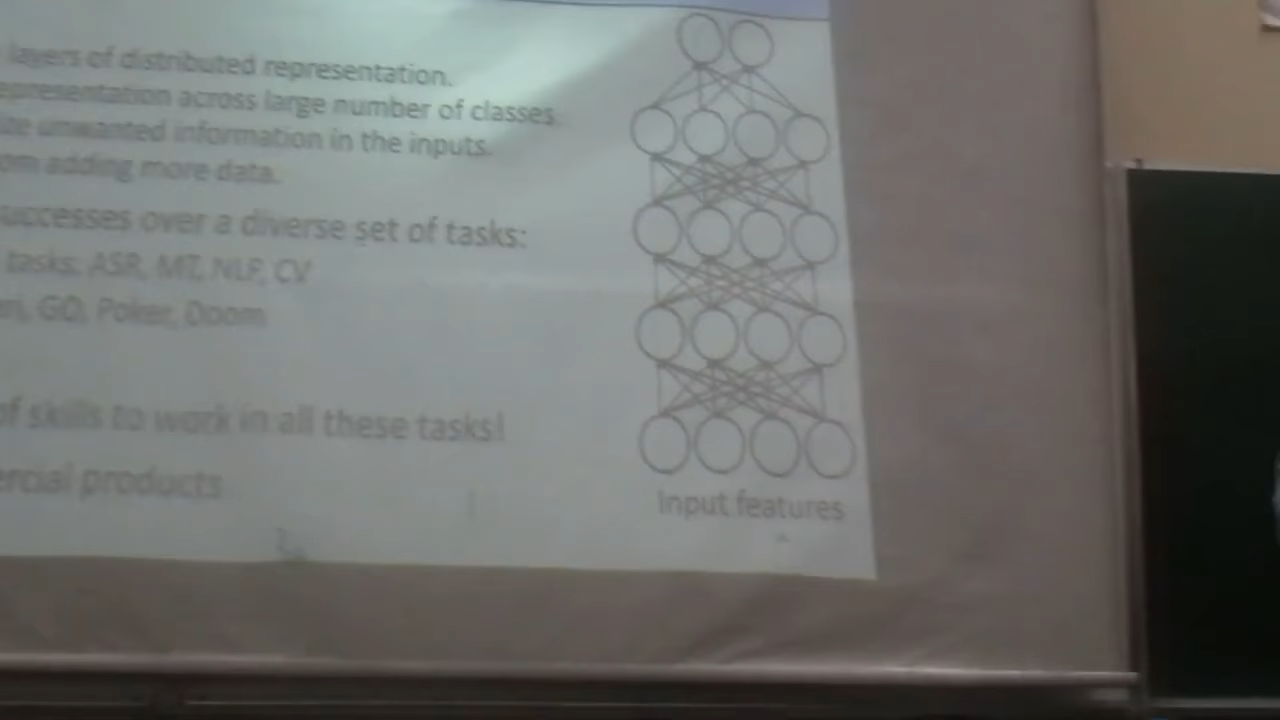 layers of distributed representation.
representation across large number of classes
unwanted information in the inputs.
adding more data.
successes over a diverse set of tasks:
tasks: ASR, MT, NLP, CV
GO, Poker, Doom
of skills to work in all these tasks!
products
Input features